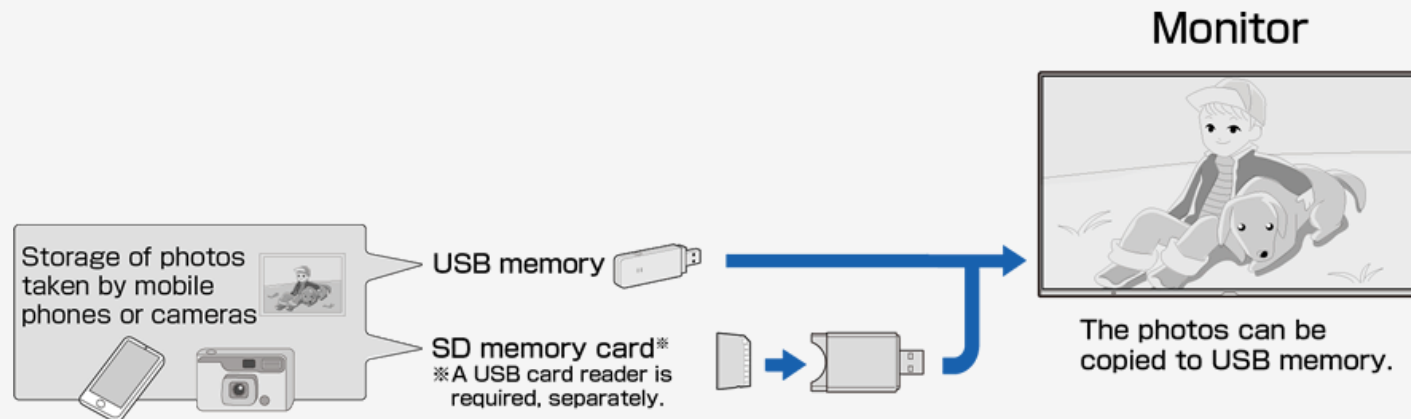 Monitor
Storage of photos
taken by mobile
phones or cameras
USB memory
SD memory card※
※A USB card reader is
required, separately.
The photos can be
copied to USB memory.